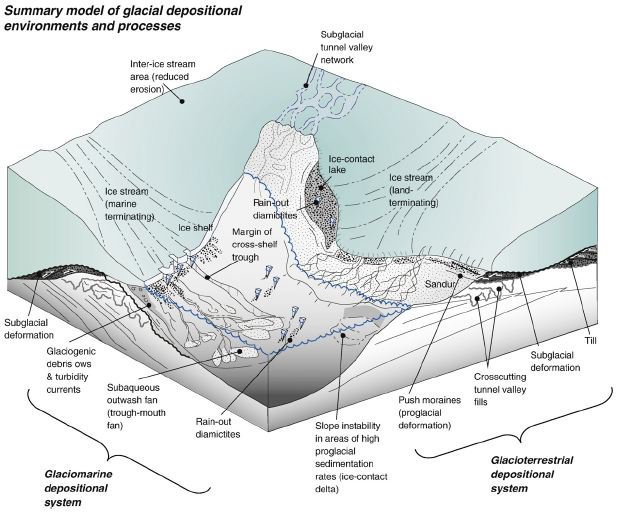 Summary model of glacial depositional
environments and processes
Subglacial
tunnel valley
network
Inter-ice stream
area (reduced
erosion)
Ice-contact
lake
Ice stream
(marine
terminating)
Rain-out
diamictites
Ice stream
(land-
terminating)
Ice shelf
Margin of
cross-shelf
trough
Sandur
Subglacial
deformation
Glaciogenic
debris ows
& turbidity
currents
Subaqueous
outwash fan
(trough-mouth
fan)
Rain-out
diamictites
Slope instability
in areas of high
proglacial
sedimentation
rates (ice-contact
delta)
Push moraines
(proglacial
deformation)
Crosscutting
tunnel valley
fills
Subglacial
deformation
Till
Glaciomarine
depositional
system
Glacioterrestrial
depositional
system